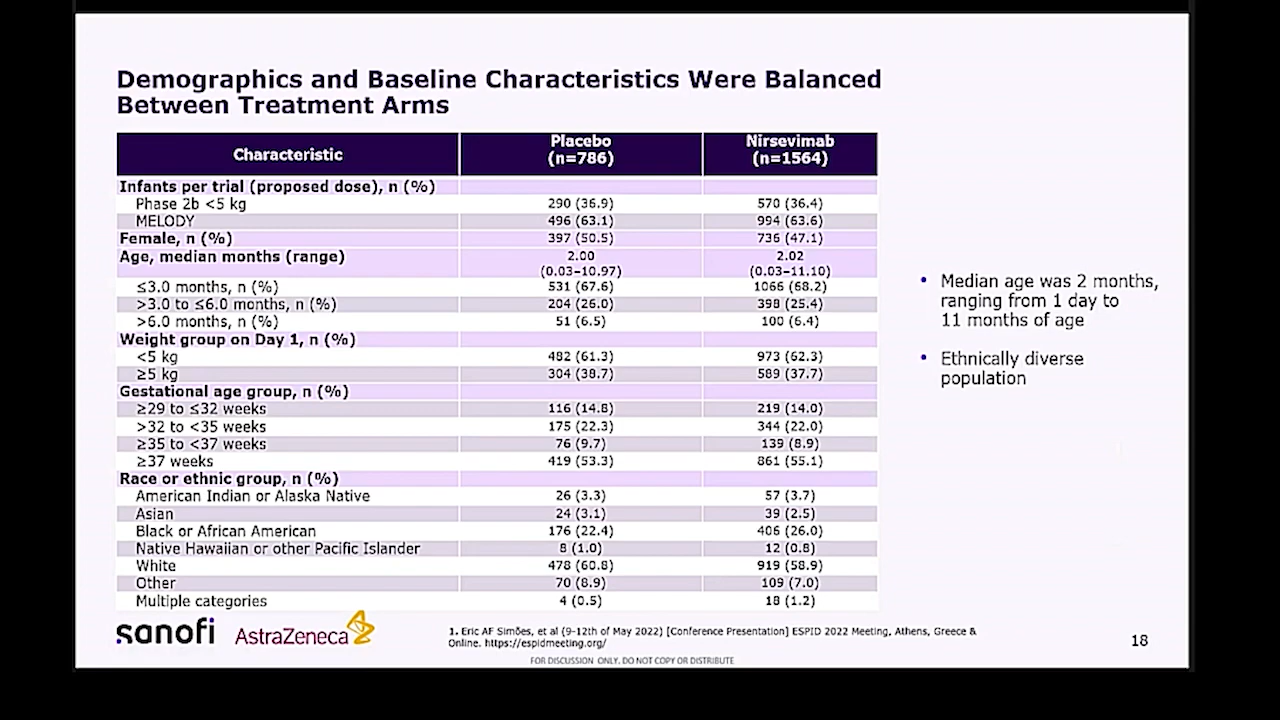 Demographics and Baseline Characteristics Were Balanced
Between Treatment Arms
Characteristic Placebo (n=786) Nirsevimab (n=1564)
Infants per trial (proposed dose), n (%)
Phase 2b <5 kg 290 (36.9) 570 (36.4)
MELODY 496 (63.1) 994 (63.6)
Female, n (%) 397 (50.5) 736 (47.1)
Age, median months (range) 2.00 (0.03–10.97) 2.02 (0.03–11.10)
≤3.0 months, n (%) 531 (67.6) 1066 (68.2)
>3.0 to ≤6.0 months, n (%) 204 (26.0) 398 (25.4)
>6.0 months, n (%) 51 (6.5) 100 (6.4)
Weight group on Day 1, n (%)
<5 kg 482 (61.3) 973 (62.3)
≥5 kg 304 (38.7) 589 (37.7)
Gestational age group, n (%)
≥29 to ≤32 weeks 116 (14.8) 219 (14.0)
>32 to <35 weeks 175 (22.3) 344 (22.0)
≥35 to <37 weeks 76 (9.7) 139 (8.9)
≥37 weeks 419 (53.3) 861 (55.1)
Race or ethnic group, n (%)
American Indian or Alaska Native 26 (3.3) 57 (3.7)
Asian 24 (3.1) 39 (2.5)
Black or African American 176 (22.4) 406 (26.0)
Native Hawaiian or other Pacific Islander 8 (1.0) 12 (0.8)
White 478 (60.8) 919 (58.9)
Other 70 (8.9) 109 (7.0)
Multiple categories 4 (0.5) 18 (1.2)
• Median age was 2 months,
ranging from 1 day to
11 months of age
• Ethnically diverse
population
sanofi AstraZeneca
1. Eric AF Simões, et al (9-12th of May 2022) [Conference Presentation] ESPID 2022 Meeting, Athens, Greece &
Online. https://espidmeeting.org/
18
FOR DISCUSSION ONLY. DO NOT COPY OR DISTRIBUTE